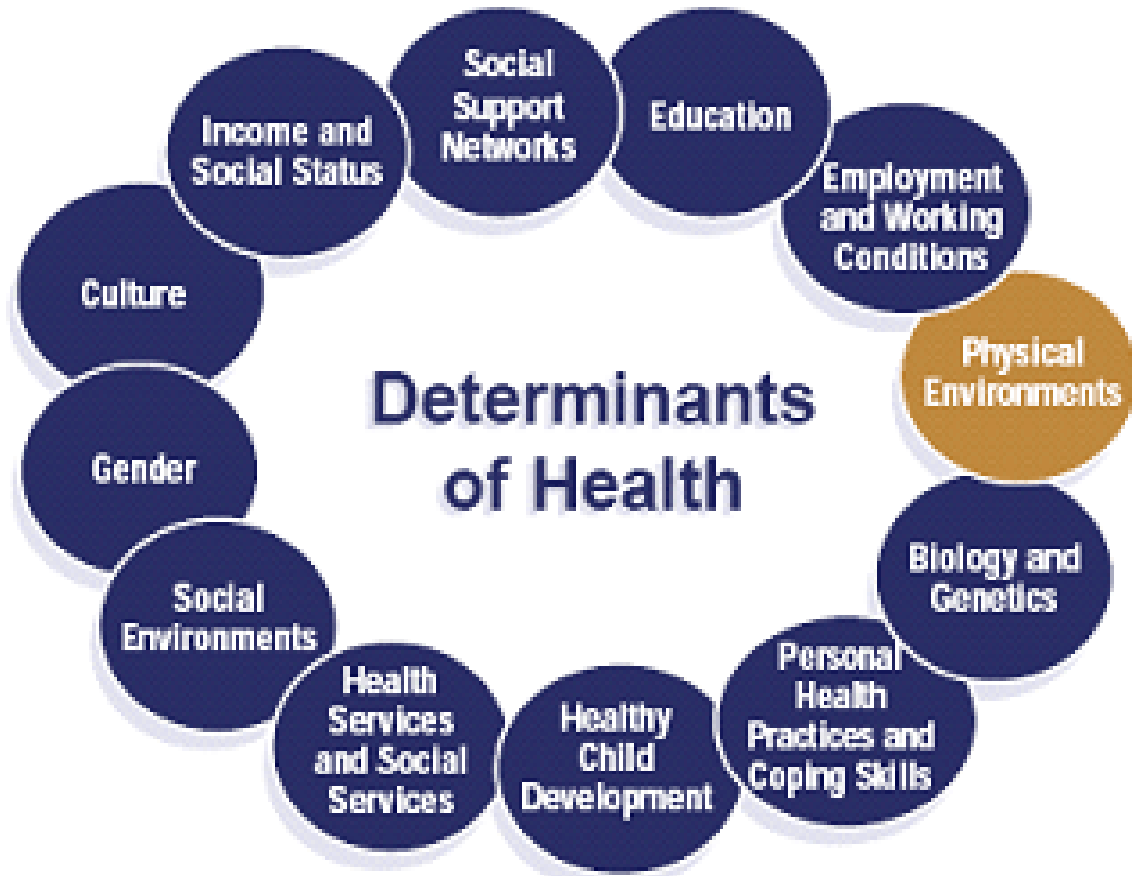 Determinants
of Health
Social
Support
Networks
Education
Employment
and Working
Conditions
Physical
Environments
Biology and
Genetics
Personal
Health
Practices and
Coping Skills
Healthy
Child
Development
Health
Services
and Social
Services
Social
Environments
Gender
Culture
Income and
Social Status